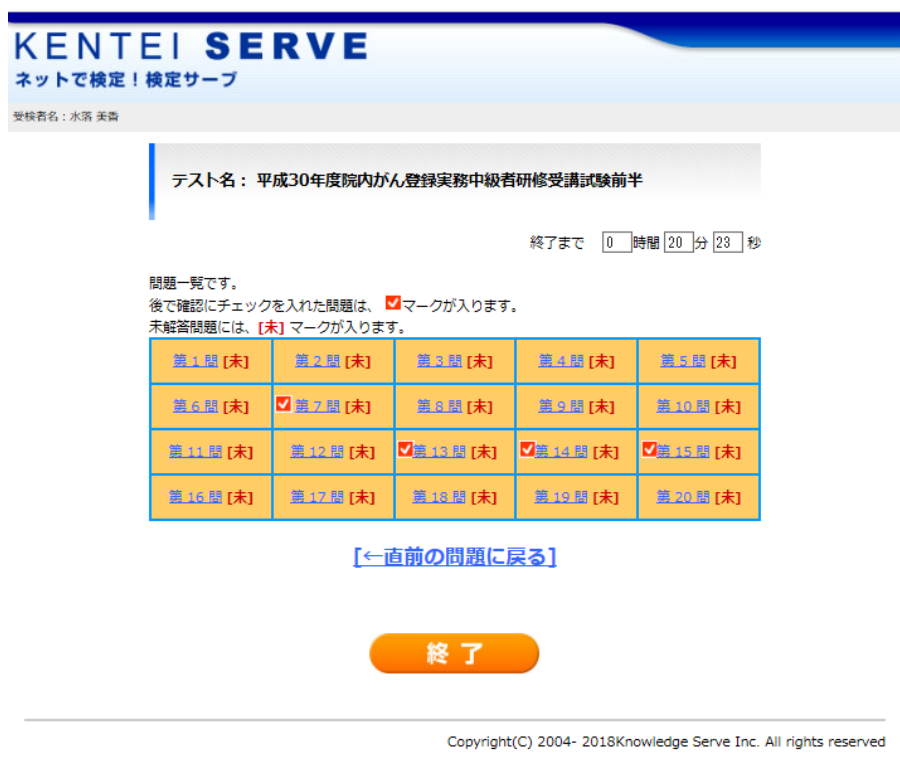 KENTEI SERVE
ネットで検定！検定サーブ
受検者名：水落 美香
テスト名： 平成30年度院内がん登録実務中級者研修受講試験前半
終了まで 0 時間 20 分 23 秒
問題一覧です。
後で確認にチェックを入れた問題は、 マークが入ります。
未解答問題には、[未] マークが入ります。
第 1 問 [未] 第 2 問 [未] 第 3 問 [未] 第 4 問 [未] 第 5 問 [未]
第 6 問 [未] 第 7 問 [未] 第 8 問 [未] 第 9 問 [未] 第 10 問 [未]
第 11 問 [未] 第 12 問 [未] 第 13 問 [未] 第 14 問 [未] 第 15 問 [未]
第 16 問 [未] 第 17 問 [未] 第 18 問 [未] 第 19 問 [未] 第 20 問 [未]
[←直前の問題に戻る]
終了
Copyright(C) 2004- 2018Knowledge Serve Inc. All rights reserved